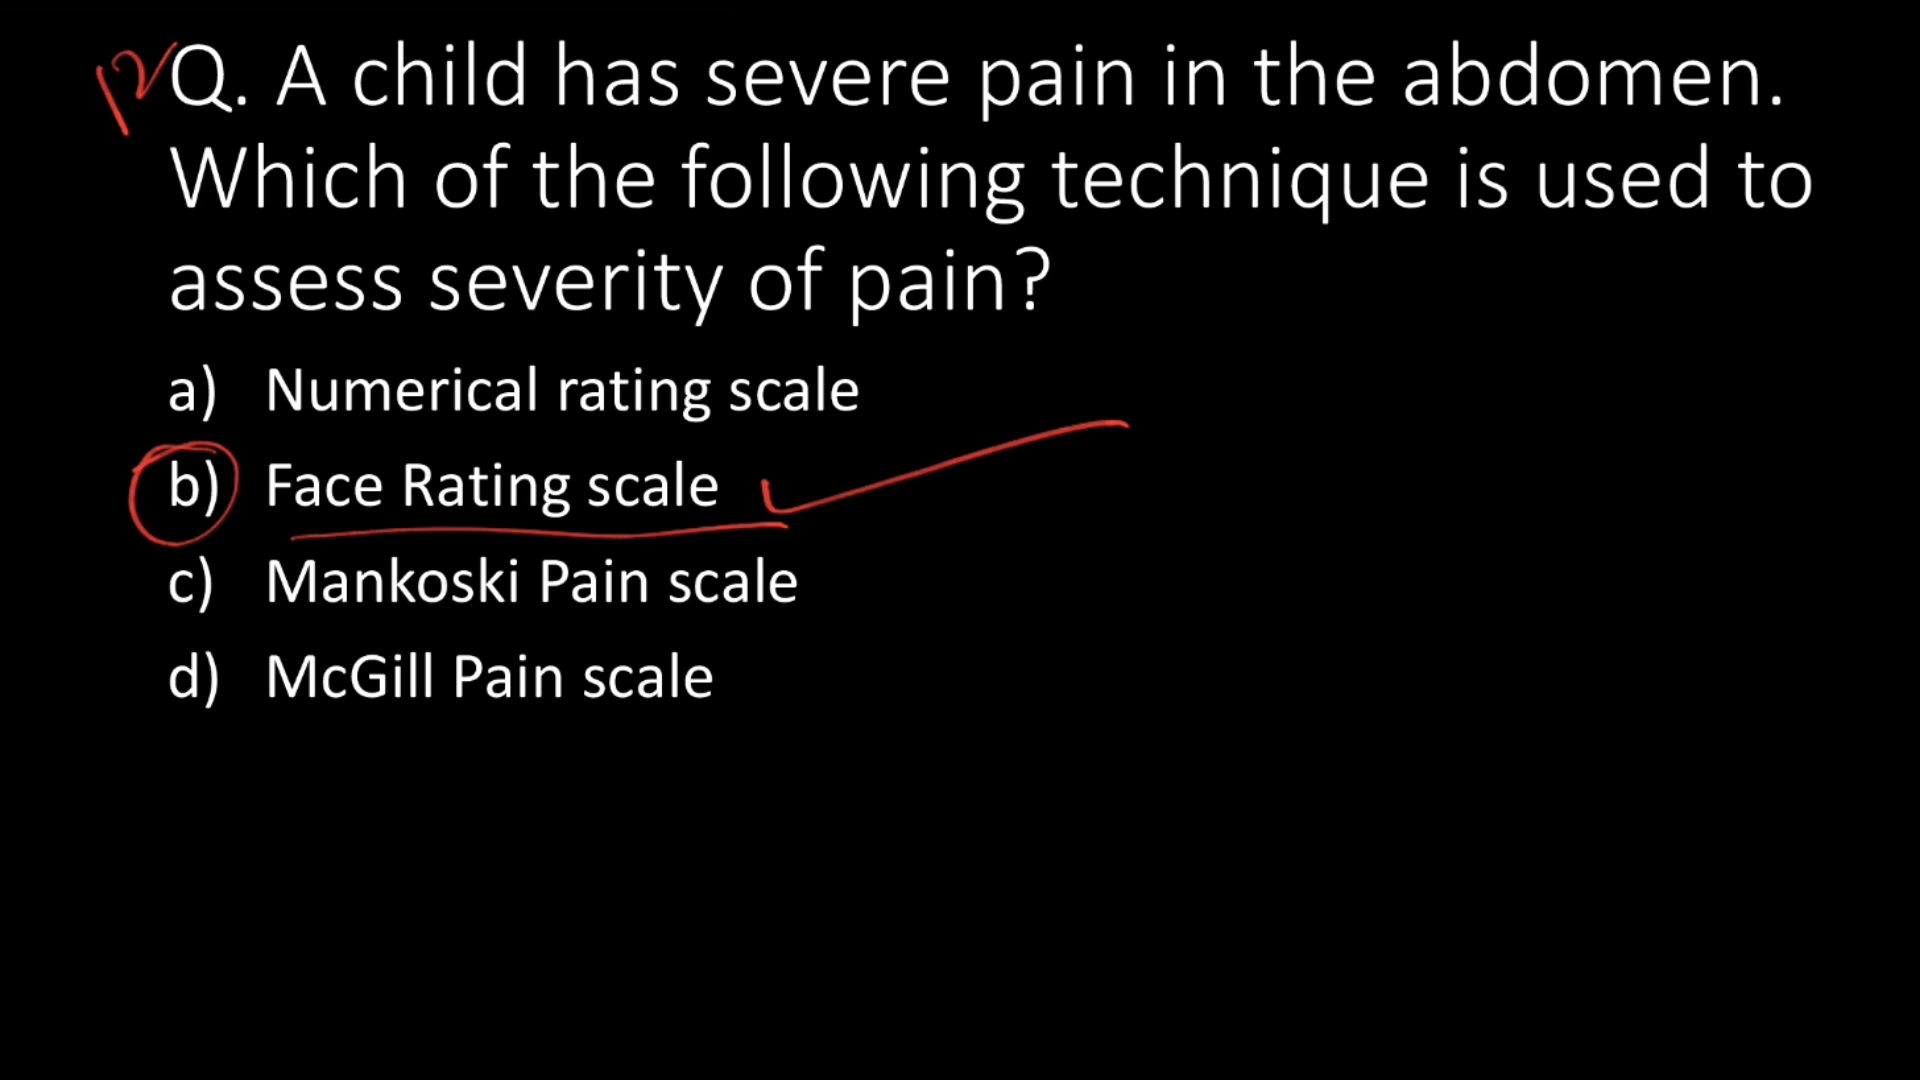 12 Q. A child has severe pain in the abdomen.
Which of the following technique is used to
assess severity of pain?
a) Numerical rating scale
b) Face Rating scale
c) Mankoski Pain scale
d) McGill Pain scale